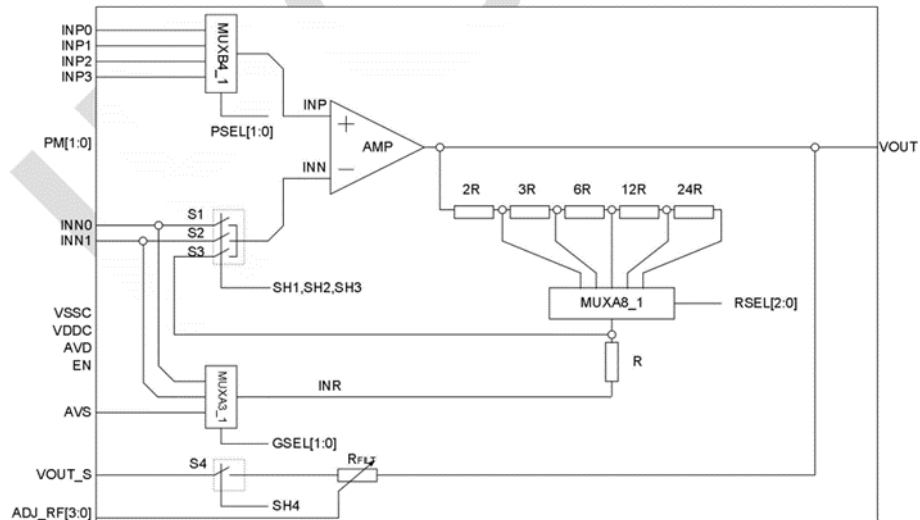 INP0
INP1
INP2
INP3
MUXB4_1
PSEL[1:0]
INP
PM[1:0]
AMP
VOUT
INN
2R
3R
6R
12R
24R
INN0
INN1
S1
S2
S3
SH1,SH2,SH3
MUXA8_1
RSEL[2:0]
VSSC
VDDC
AVD
EN
R
MUXA3_1
INR
AVS
GSEL[1:0]
S4
RFILT
VOUT_S
SH4
ADJ_RF[3:0]